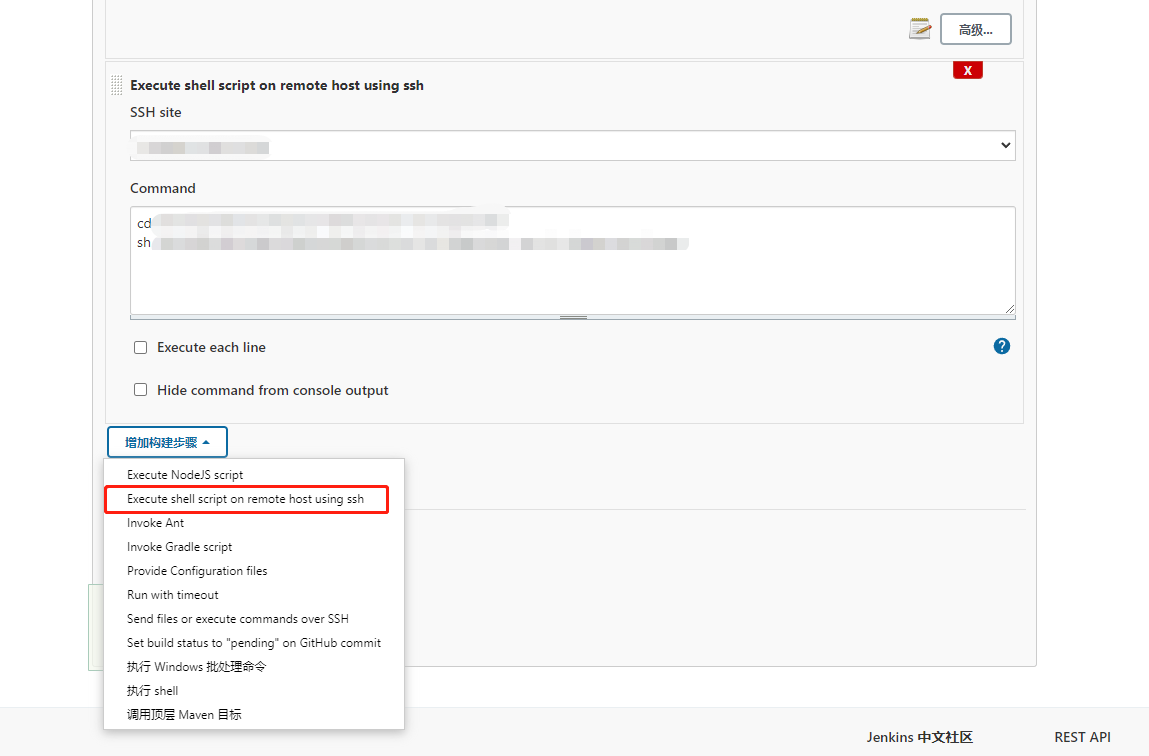 高级...
X
Execute shell script on remote host using ssh
SSH site
Command
cd
sh
Execute each line
?
Hide command from console output
增加构建步骤
Execute NodeJS script
Execute shell script on remote host using ssh
Invoke Ant
Invoke Gradle script
Provide Configuration files
Run with timeout
Send files or execute commands over SSH
Set build status to "pending" on GitHub commit
执行 Windows 批处理命令
执行 shell
调用顶层 Maven 目标
Jenkins 中文社区 REST API